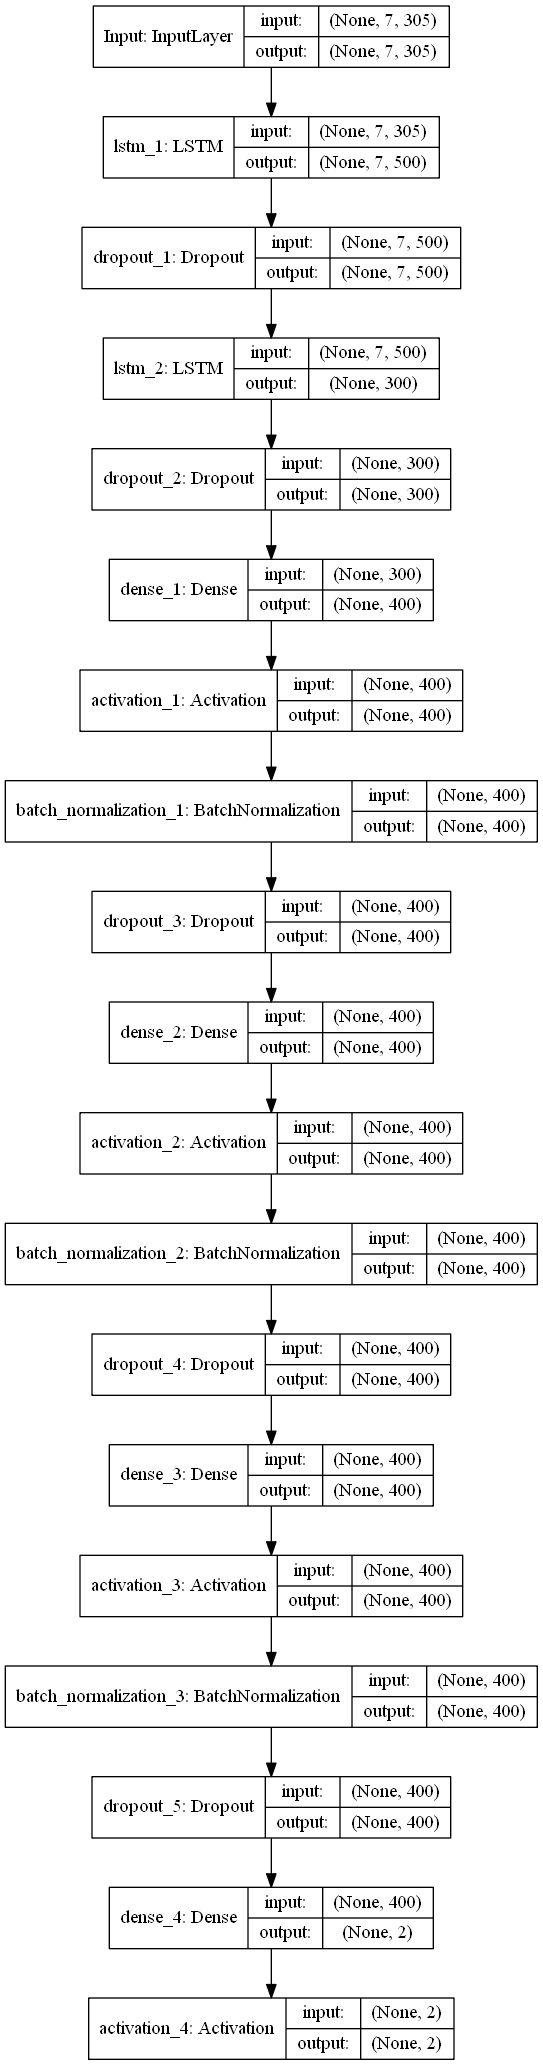 Input: InputLayer
input: (None, 7, 305)
output: (None, 7, 305)
lstm_1: LSTM
input: (None, 7, 305)
output: (None, 7, 500)
dropout_1: Dropout
input: (None, 7, 500)
output: (None, 7, 500)
lstm_2: LSTM
input: (None, 7, 500)
output: (None, 300)
dropout_2: Dropout
input: (None, 300)
output: (None, 300)
dense_1: Dense
input: (None, 300)
output: (None, 400)
activation_1: Activation
input: (None, 400)
output: (None, 400)
batch_normalization_1: BatchNormalization
input: (None, 400)
output: (None, 400)
dropout_3: Dropout
input: (None, 400)
output: (None, 400)
dense_2: Dense
input: (None, 400)
output: (None, 400)
activation_2: Activation
input: (None, 400)
output: (None, 400)
batch_normalization_2: BatchNormalization
input: (None, 400)
output: (None, 400)
dropout_4: Dropout
input: (None, 400)
output: (None, 400)
dense_3: Dense
input: (None, 400)
output: (None, 400)
activation_3: Activation
input: (None, 400)
output: (None, 400)
batch_normalization_3: BatchNormalization
input: (None, 400)
output: (None, 400)
dropout_5: Dropout
input: (None, 400)
output: (None, 400)
dense_4: Dense
input: (None, 400)
output: (None, 2)
activation_4: Activation
input: (None, 2)
output: (None, 2)